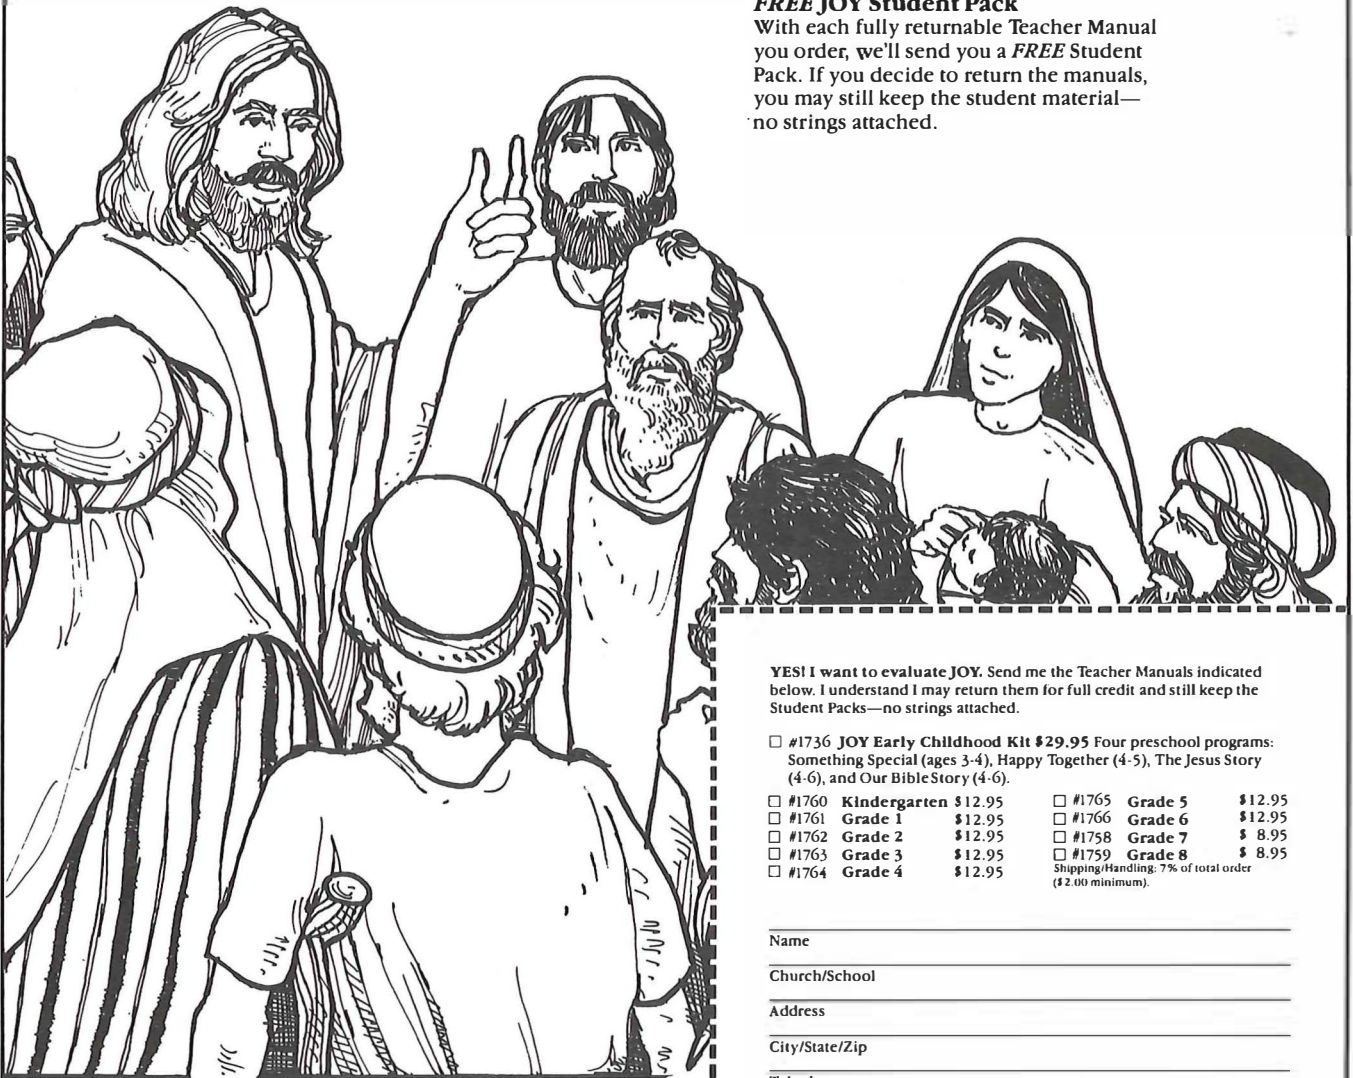 FREE JOY Student Pack
With each fully returnable Teacher Manual
you order, we'll send you a FREE Student
Pack. If you decide to return the manuals,
you may still keep the student material—
no strings attached.
YES! I want to evaluate JOY. Send me the Teacher Manuals indicated
below. I understand I may return them for full credit and still keep the
Student Packs—no strings attached.
☐ #1736 JOY Early Childhood Kit $29.95 Four preschool programs:
Something Special (ages 3-4), Happy Together (4-5), The Jesus Story
(4-6), and Our Bible Story (4-6).
☐ #1760 Kindergarten $12.95
☐ #1761 Grade 1 $12.95
☐ #1762 Grade 2 $12.95
☐ #1763 Grade 3 $12.95
☐ #1764 Grade 4 $12.95
☐ #1765 Grade 5 $12.95
☐ #1766 Grade 6 $12.95
☐ #1758 Grade 7 $ 8.95
☐ #1759 Grade 8 $ 8.95
Shipping/Handling: 7% of total order
($2.00 minimum).
Name
Church/School
Address
City/State/Zip